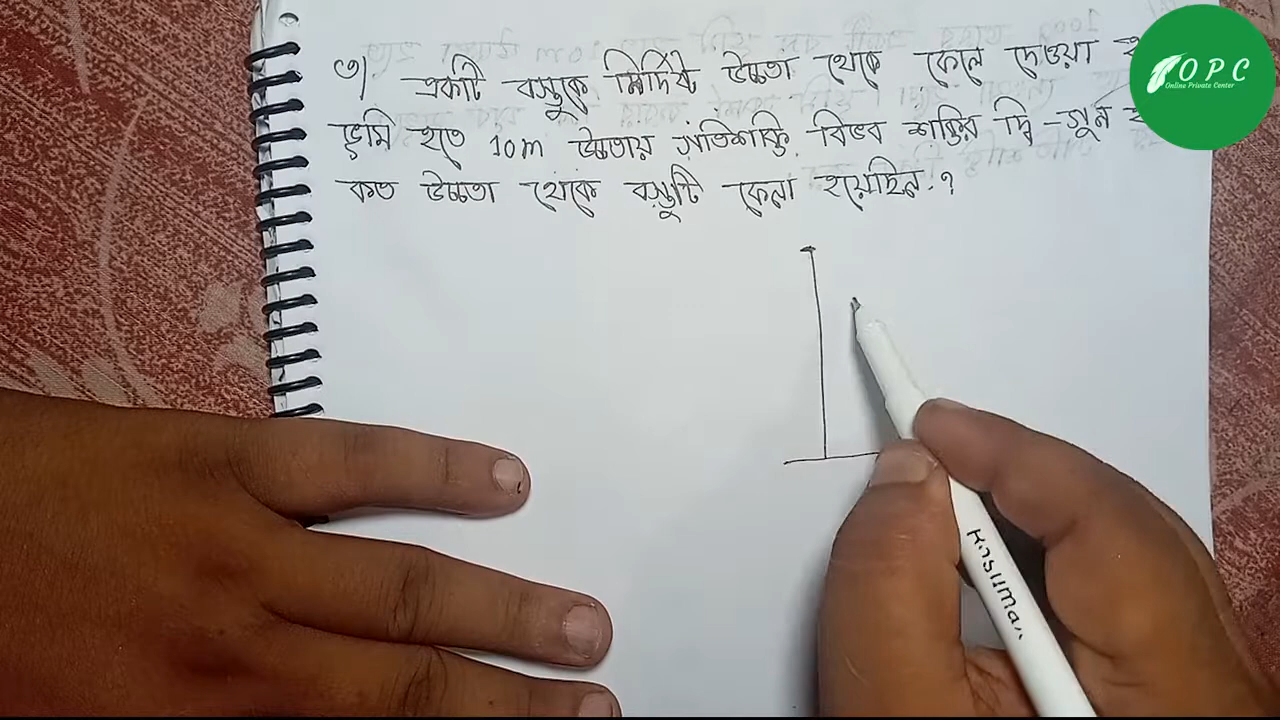 ৩| একটি বস্তুকে নির্দিষ্ট উচ্চতা থেকে ফেলে দেওয়া
ভূমি হতে 10m উচ্চতায় গতিশক্তি বিভব শক্তির দ্বি-গুন
কত উচ্চতা থেকে বস্তুটি ফেলা হয়েছিল.?
OPC
Online Private Center